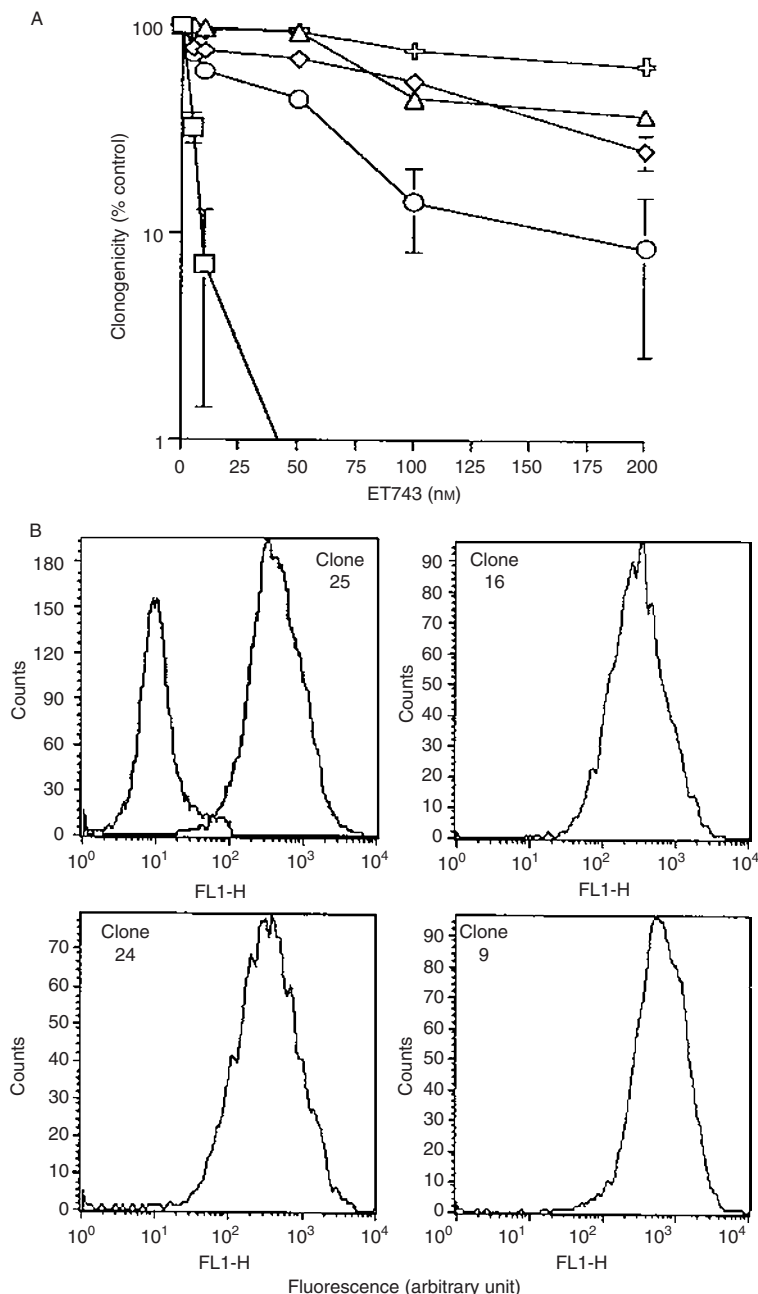 A
Clonogenicity (% control)
100
10
1
0 25 50 75 100 125 150 175 200
ET743 (nM)
B
Clone
25
Counts
180
150
120
90
60
30
0
10^0 10^1 10^2 10^3 10^4
FL1-H
Clone
16
Counts
90
80
70
60
50
40
30
20
10
0
10^0 10^1 10^2 10^3 10^4
FL1-H
Clone
24
Counts
70
60
50
40
30
20
10
0
10^0 10^1 10^2 10^3 10^4
FL1-H
Clone
9
Counts
90
80
70
60
50
40
30
20
10
0
10^0 10^1 10^2 10^3 10^4
FL1-H
Fluorescence (arbitrary unit)